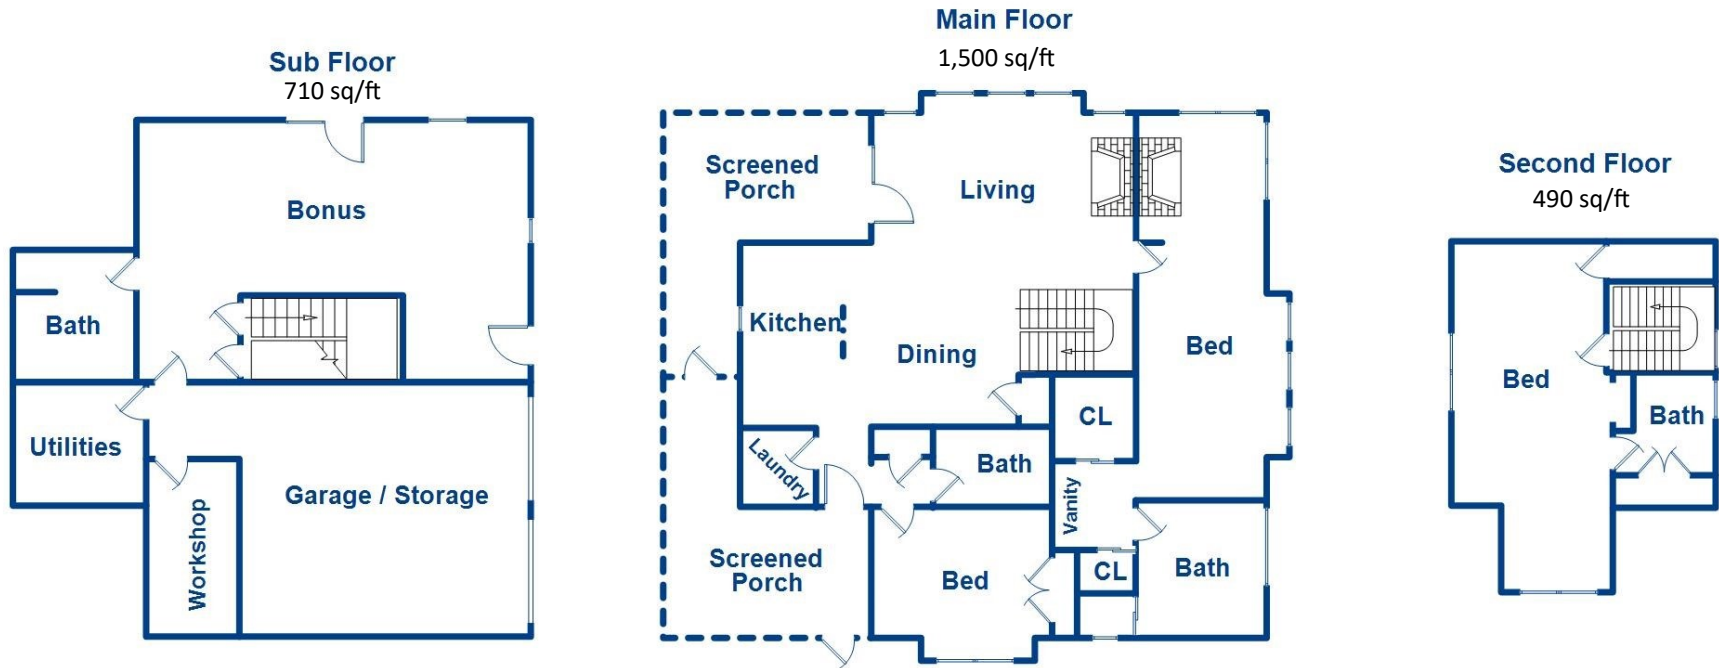 Sub Floor
710 sq/ft
Bonus
Bath
Utilities
Garage / Storage
Workshop
Main Floor
1,500 sq/ft
Screened
Porch
Living
Kitchen
Dining
Bed
CL
Laundry
Bath
Vanity
Screened
Porch
Bed
CL
Bath
Second Floor
490 sq/ft
Bed
Bath